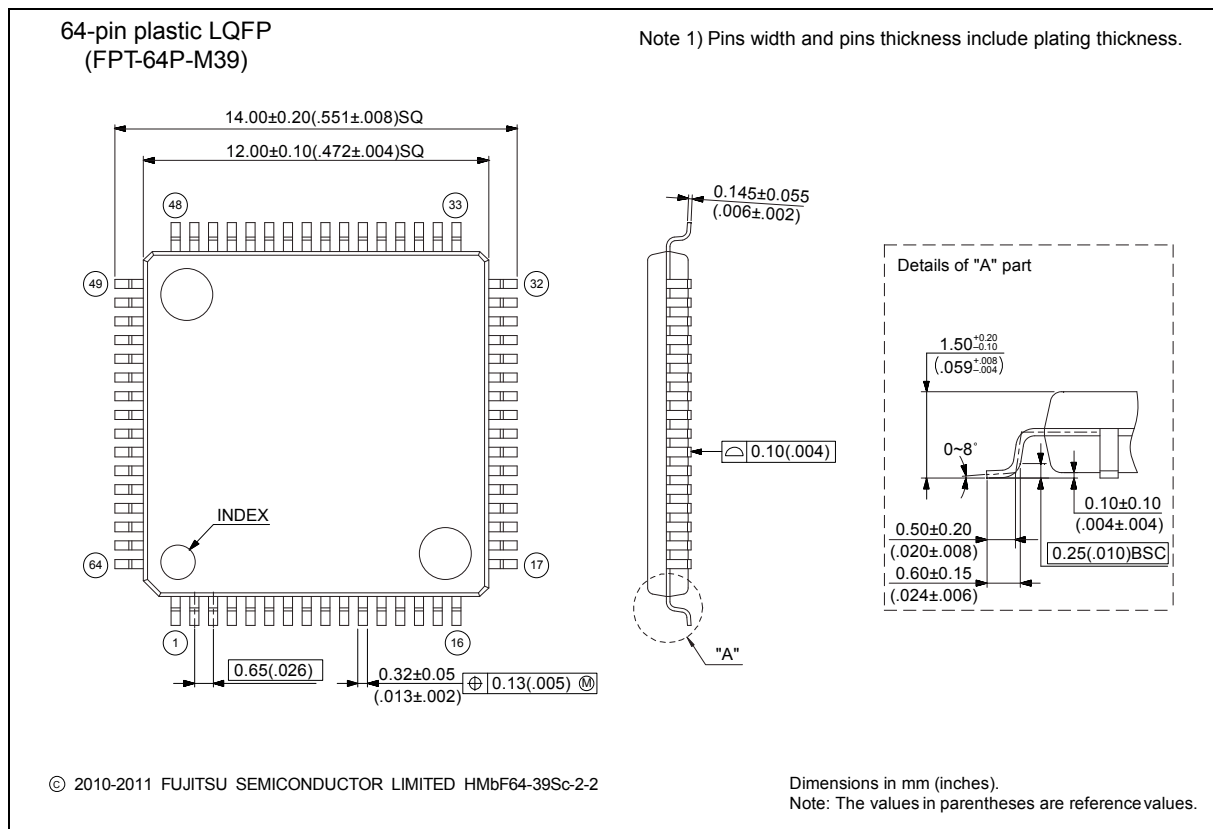 64-pin plastic LQFP
(FPT-64P-M39)
Note 1) Pins width and pins thickness include plating thickness.
14.00±0.20(.551±.008)SQ
12.00±0.10(.472±.004)SQ
48
33
49
32
INDEX
64
17
1
16
0.65(.026)
0.32±0.05
(.013±.002)
⌖ 0.13(.005) Ⓜ
0.145±0.055
(.006±.002)
⌓ 0.10(.004)
"A"
Details of "A" part
1.50+0.20−0.10
(.059+.008−.004)
0~8°
0.50±0.20
(.020±.008)
0.60±0.15
(.024±.006)
0.10±0.10
(.004±.004)
0.25(.010)BSC
© 2010-2011 FUJITSU SEMICONDUCTOR LIMITED HMbF64-39Sc-2-2
Dimensions in mm (inches).
Note: The values in parentheses are reference values.